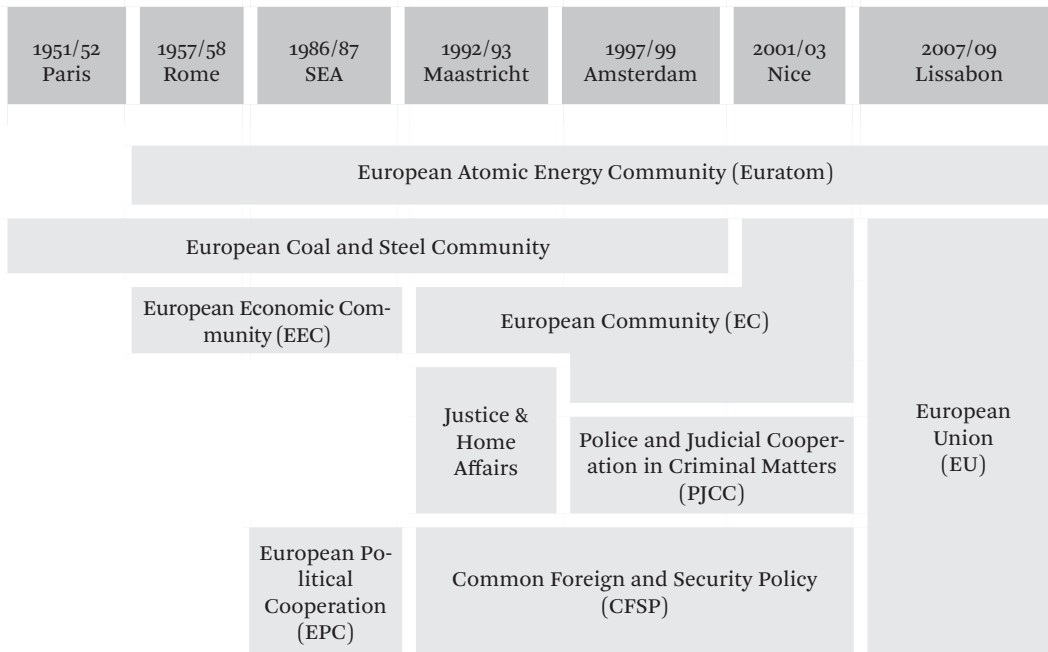 1951/52
Paris
1957/58
Rome
1986/87
SEA
1992/93
Maastricht
1997/99
Amsterdam
2001/03
Nice
2007/09
Lissabon
European Atomic Energy Community (Euratom)
European Coal and Steel Community
European Economic Com-
munity (EEC)
European Community (EC)
Justice &
Home
Affairs
Police and Judicial Cooper-
ation in Criminal Matters
(PJCC)
European
Union
(EU)
European Po-
litical
Cooperation
(EPC)
Common Foreign and Security Policy
(CFSP)